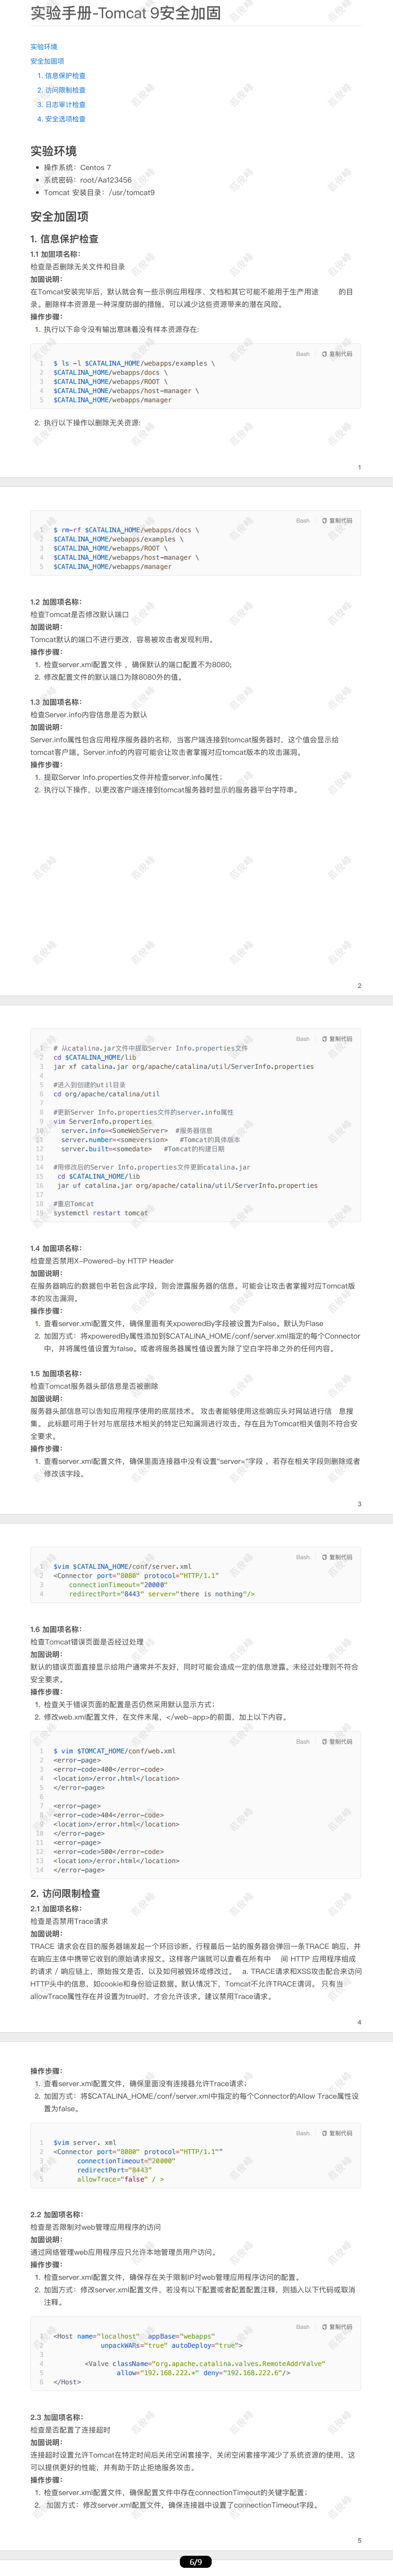 实验手册-Tomcat 9安全加固
实验环境
安全加固项
1. 信息保护检查
2. 访问限制检查
3. 日志审计检查
4. 安全选项检查
实验环境
• 操作系统：Centos 7
• 系统密码：root/Aa123456
• Tomcat 安装目录：/usr/tomcat9
安全加固项
1. 信息保护检查
1.1 加固项名称：
检查是否删除无关文件和目录
加固说明：
在Tomcat安装完毕后，默认就会有一些示例应用程序、文档和其它可能不能用于生产用途 的目
录。删除样本资源是一种深度防御的措施，可以减少这些资源带来的潜在风险。
操作步骤：
1. 执行以下命令没有输出意味着没有样本资源存在:
Bash 复制代码
1 $ ls -l $CATALINA_HOME/webapps/examples \
2 $CATALINA_HOME/webapps/docs \
3 $CATALINA_HOME/webapps/ROOT \
4 $CATALINA_HONE/webapps/host-manager \
5 $CATALINA_HOME/webapps/manager
2. 执行以下操作以删除无关资源:
1
Bash 复制代码
1 $ rm-rf $CATALINA_HOME/webapps/docs \
2 $CATALINA_HOME/webapps/examples \
3 $CATALINA_HOME/webapps/ROOT \
4 $CATALINA_HOME/webapps/host-manager \
5 $CATALINA_HOME/webapps/manager
1.2 加固项名称：
检查Tomcat是否修改默认端口
加固说明：
Tomcat默认的端口不进行更改，容易被攻击者发现利用。
操作步骤：
1. 检查server.xml配置文件 ，确保默认的端口配置不为8080;
2. 修改配置文件的默认端口为除8080外的值。
1.3 加固项名称：
检查Server.info内容信息是否为默认
加固说明：
Server.info属性包含应用程序服务器的名称，当客户端连接到tomcat服务器时，这个值会显示给
tomcat客户端。Server.info的内容可能会让攻击者掌握对应tomcat版本的攻击漏洞。
操作步骤：
1. 提取Server Info.properties文件并检查server.info属性；
2. 执行以下操作，以更改客户端连接到tomcat服务器时显示的服务器平台字符串。
2
Bash 复制代码
1 # 从catalina.jar文件中提取Server Info.properties文件
2 cd $CATALINA_HOME/lib
3 jar xf catalina.jar org/apache/catalina/util/ServerInfo.properties
4
5 #进入到创建的util目录
6 cd org/apache/catalina/util
7
8 #更新Server Info.properties文件的server.info属性
9 vim ServerInfo.properties
10 server.info=<SomeWebServer> #服务器信息
11 server.number=<someversion> #Tomcat的具体版本
12 server.built=<somedate> #Tomcat的构建日期
13
14 #用修改后的Server Info.properties文件更新catalina.jar
15 cd $CATALINA_HOME/lib
16 jar uf catalina.jar org/apache/catalina/util/ServerInfo.properties
17
18 #重启Tomcat
19 systemctl restart tomcat
1.4 加固项名称：
检查是否禁用X-Powered-by HTTP Header
加固说明：
在服务器响应的数据包中若包含此字段，则会泄露服务器的信息。可能会让攻击者掌握对应Tomcat版
本的攻击漏洞。
操作步骤：
1. 查看server.xml配置文件，确保里面有关xpoweredBy字段被设置为False。默认为Flase
2. 加固方式：将xpoweredBy属性添加到$CATALINA_HOME/conf/server.xml指定的每个Connector
中，并将属性值设置为false。或者将服务器属性值设置为除了空白字符串之外的任何内容。
1.5 加固项名称：
检查Tomcat服务器头部信息是否被删除
加固说明：
服务器头部信息可以告知应用程序使用的底层技术。 攻击者能够使用这些响应头对网站进行信 息搜
集。 此标题可用于针对与底层技术相关的特定已知漏洞进行攻击。存在且为Tomcat相关值则不符合安
全要求。
操作步骤：
1. 查看server.xml配置文件，确保里面连接器中没有设置"server="字段 ，若存在相关字段则删除或者
修改该字段。
3
Bash 复制代码
1 $vim $CATALINA_HOME/conf/server.xml
2 <Connector port="8080" protocol="HTTP/1.1"
3 connectionTimeout="20000"
4 redirectPort="8443" server="there is nothing"/>
1.6 加固项名称：
检查Tomcat错误页面是否经过处理
加固说明：
默认的错误页面直接显示给用户通常并不友好，同时可能会造成一定的信息泄露。未经过处理则不符合
安全要求。
操作步骤：
1. 检查关于错误页面的配置是否仍然采用默认显示方式；
2. 修改web.xml配置文件，在文件末尾，</web-app>的前面，加上以下内容。
Bash 复制代码
1 $ vim $TOMCAT_HOME/conf/web.xml
2 <error-page>
3 <error-code>400</error-code>
4 <location>/error.html</location>
5 </error-page>
6
7 <error-page>
8 <error-code>404</error-code>
9 <location>/error.html</location>
10 </error-page>
11 <error-page>
12 <error-code>500</error-code>
13 <location>/error.html</location>
14 </error-page>
2. 访问限制检查
2.1 加固项名称：
检查是否禁用Trace请求
加固说明：
TRACE 请求会在目的服务器端发起一个环回诊断。行程最后一站的服务器会弹回一条TRACE 响应，并
在响应主体中携带它收到的原始请求报文。这样客户端就可以查看在所有中 间 HTTP 应用程序组成
的请求 / 响应链上，原始报文是否，以及如何被毁坏或修改过。 a. TRACE请求和XSS攻击配合来访问
HTTP头中的信息，如cookie和身份验证数据。默认情况下，Tomcat不允许TRACE谓词。 只有当
allowTrace属性存在并设置为true时，才会允许该求。建议禁用Trace请求。
4
操作步骤：
1. 查看server.xml配置文件，确保里面没有连接器允许Trace请求；
2. 加固方式：将$CATALINA_HOME/conf/server.xml中指定的每个Connector的Allow Trace属性设
置为false。
Bash 复制代码
1 $vim server. xml
2 <Connector port="8080" protocol="HTTP/1.1""
3 connectionTimeout="20000"
4 redirectPort="8443"
5 allowTrace="false" / >
2.2 加固项名称：
检查是否限制对web管理应用程序的访问
加固说明：
通过网络管理web应用程序应只允许本地管理员用户访问。
操作步骤：
1. 检查server.xml配置文件，确保存在关于限制IP对web管理应用程序访问的配置。
2. 加固方式：修改server.xml配置文件，若没有以下配置或者配置配置注释，则插入以下代码或取消
注释。
Bash 复制代码
1 <Host name="localhost" appBase="webapps"
2 unpackWARs="true" autoDeploy="true">
3
4 <Valve className="org.apache.catalina.valves.RemoteAddrValve"
5 allow="192.168.222.*" deny="192.168.222.6"/>
6 </Host>
2.3 加固项名称：
检查是否配置了连接超时
加固说明：
连接超时设置允许Tomcat在特定时间后关闭空闲套接字，关闭空闲套接字减少了系统资源的使用，这
可以提供更好的性能，并有助于防止拒绝服务攻击。
操作步骤：
1. 检查server.xml配置文件，确保配置文件中存在connectionTimeout的关键字配置；
2. 加固方式：修改server.xml配置文件，确保连接器中设置了connectionTimeout字段。
5
6/9